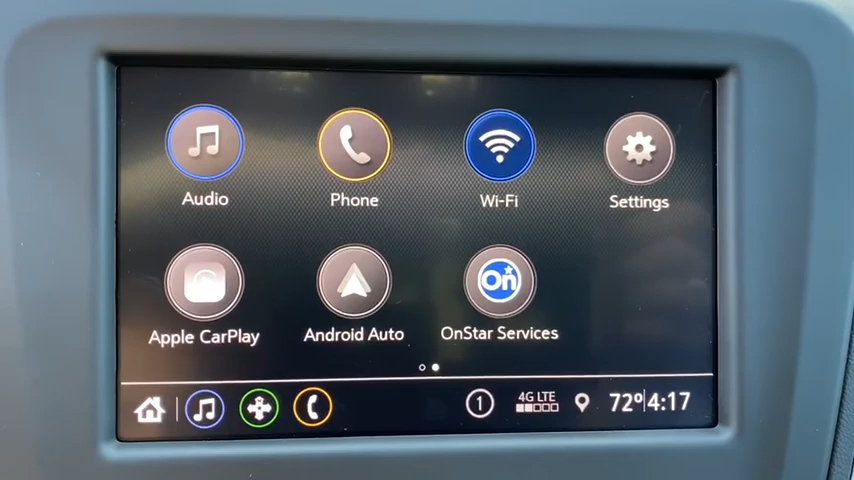 Audio Phone Wi-Fi Settings
On
Apple CarPlay Android Auto OnStar Services
1 4G LTE 72° 4:17